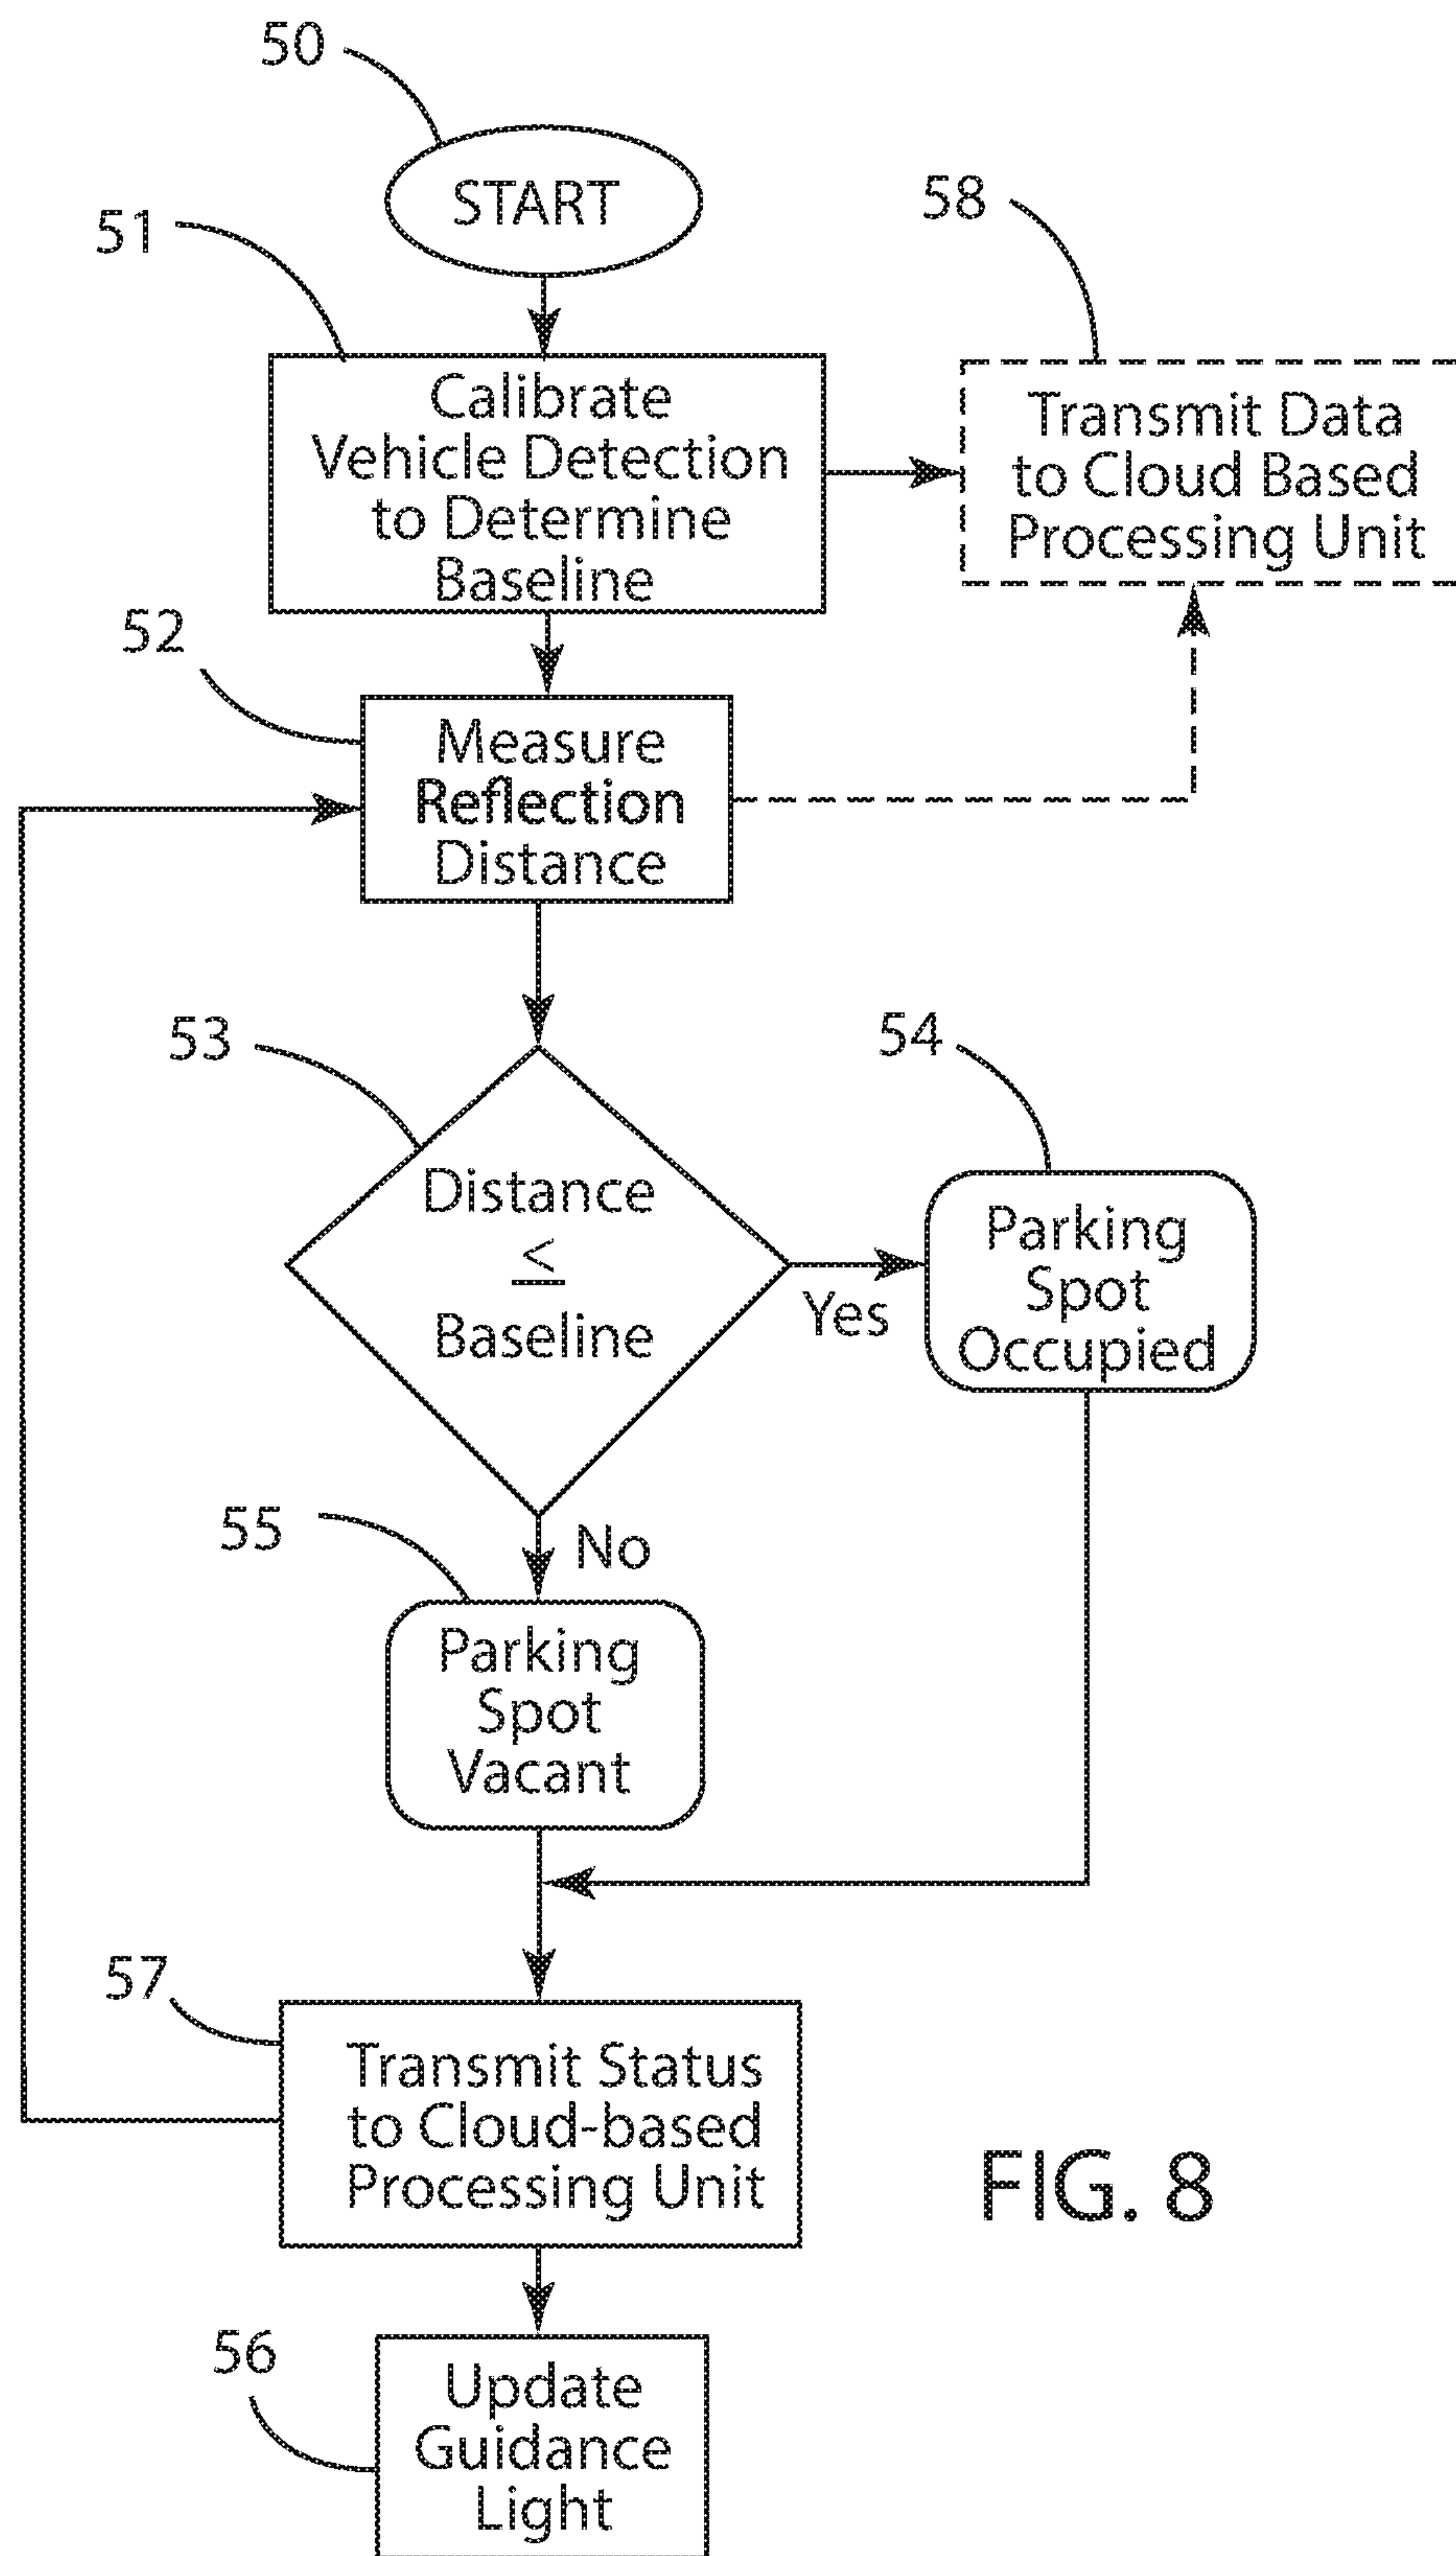 50
START
51
58
Calibrate
Vehicle Detection
to Determine
Baseline
Transmit Data
to Cloud Based
Processing Unit
52
Measure
Reflection
Distance
53
54
Distance
≤
Baseline
Yes
Parking
Spot
Occupied
55
No
Parking
Spot
Vacant
57
Transmit Status
to Cloud-based
Processing Unit
FIG. 8
56
Update
Guidance
Light